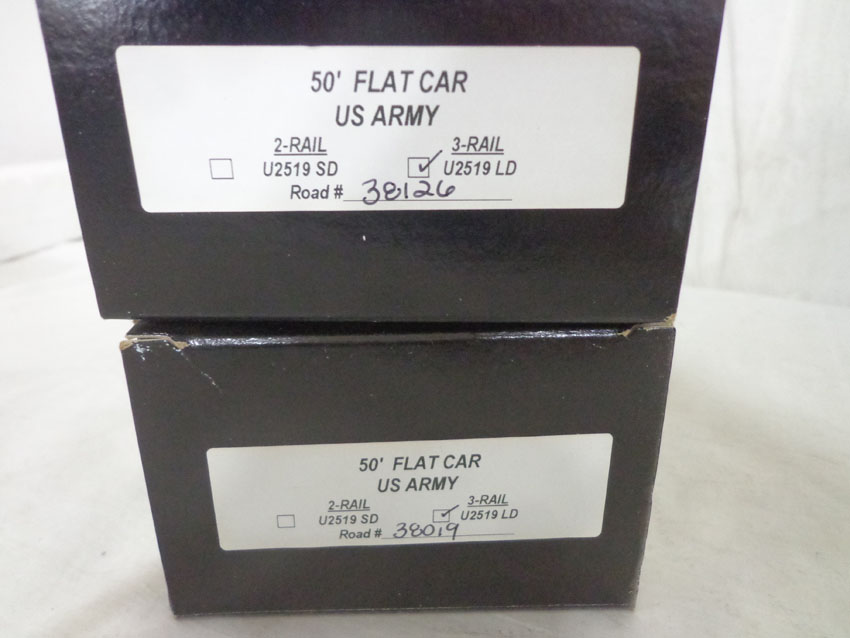 50' FLAT CAR
US ARMY
2-RAIL 3-RAIL
U2519 SD U2519 LD
Road # 38126
50' FLAT CAR
US ARMY
2-RAIL 3-RAIL
U2519 SD U2519 LD
Road # 38019